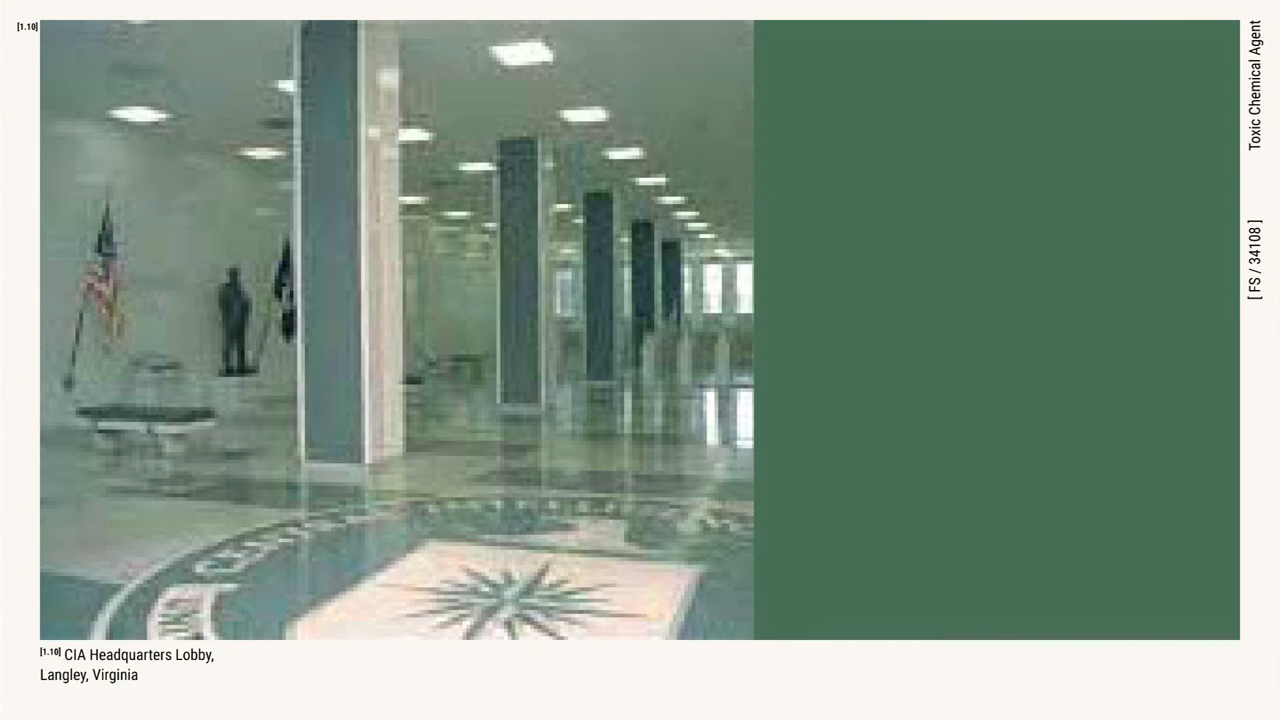 [1.10]
Toxic Chemical Agent
[ FS / 34108 ]
[1.10] CIA Headquarters Lobby,
Langley, Virginia